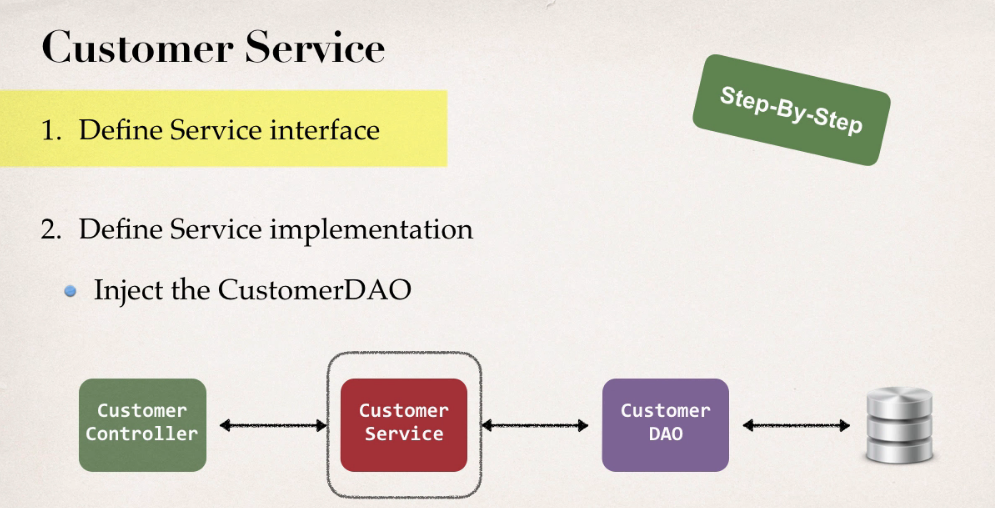 Customer Service
Step-By-Step
1. Define Service interface
2. Define Service implementation
• Inject the CustomerDAO
Customer
Controller
Customer
Service
Customer
DAO